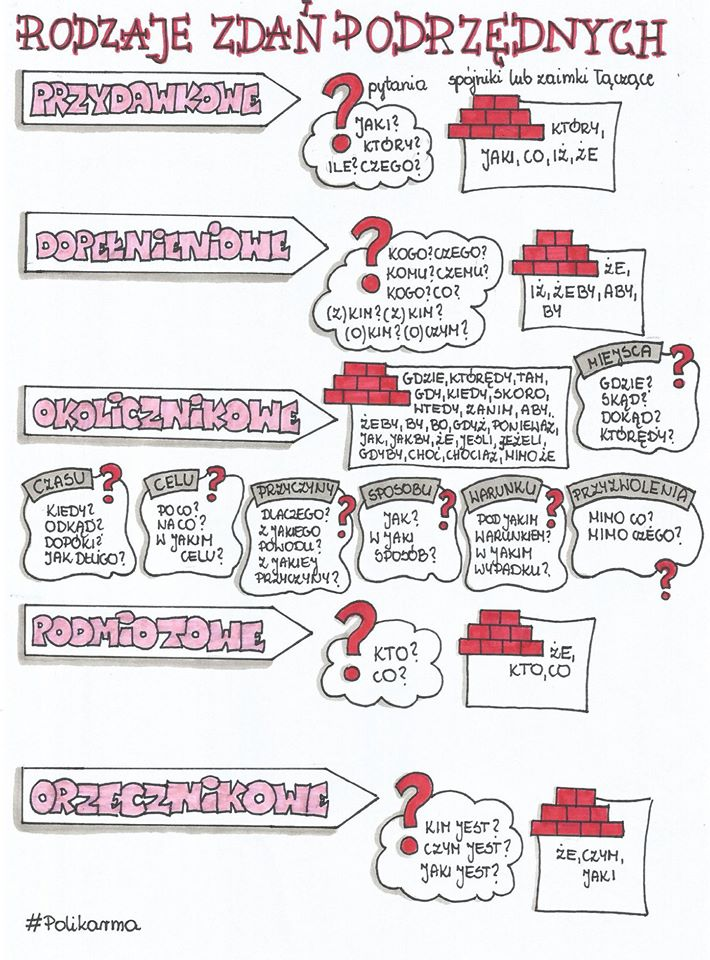 RODZAJE ZDAŃ PODRZĘDNYCH
PRZYDAWKOWE
pytania
spójniki lub zaimki łączące
JAKI?
KTÓRY?
ILE? CZEGO?
KTÓRY,
JAKI, CO, IŻ, ŻE
DOPEŁNIENIOWE
KOGO? CZEGO?
KOMU? CZEMU?
KOGO? CO?
(Z) KIM? (Z) KIM?
(O) KIM? (O) CZYM?
ŻE,
IŻ, ŻEBY, ABY,
BY
OKOLICZNIKOWE
GDZIE, KTÓRĘDY, TAM,
GDY, KIEDY, SKORO,
WTEDY, ZANIM, ABY,
ŻEBY, BY, BO, GDYŻ, PONIEWAŻ,
JAK, JAKBY, ŻE, JEŚLI, JEŻELI,
GDYBY, CHOĆ, CHOCIAŻ, MIMO ŻE
MIEJSCA
GDZIE?
SKĄD?
DOKĄD?
KTÓRĘDY?
CZASU
KIEDY?
ODKĄD?
DOPÓKI?
JAK DŁUGO?
CELU
PO CO?
NA CO?
W JAKIM
CELU?
PRZYCZYNY
DLACZEGO?
Z JAKIEGO
POWODU?
Z JAKIEJ
PRZYCZYNY?
SPOSOBU
JAK?
W JAKI
SPOSÓB?
WARUNKU
POD JAKIM
WARUNKIEM?
W JAKIM
WYPADKU?
PRZYZWOLENIA
MIMO CO?
MIMO CZEGO?
PODMIOTOWE
KTO?
CO?
ŻE,
KTO, CO
ORZECZNIKOWE
KIM JEST?
CZYM JEST?
JAKI JEST?
ŻE, CZYM,
JAKI
#Polikarma